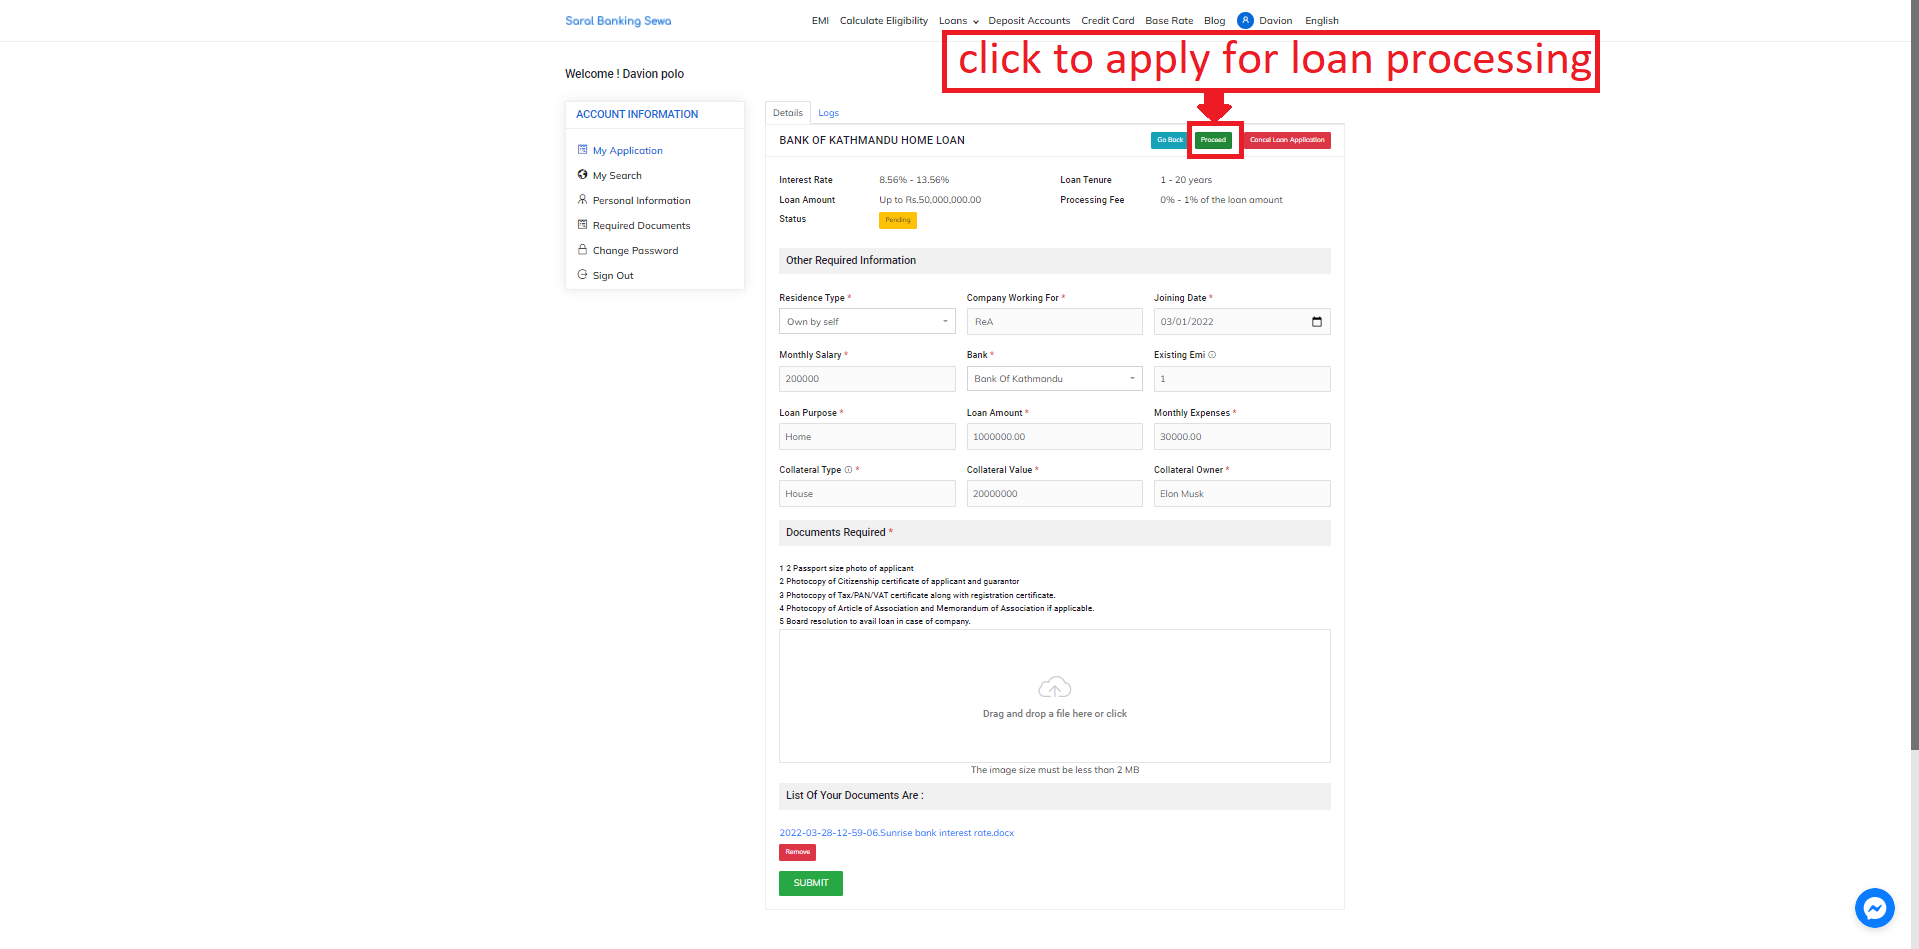 Saral Banking Sewa
EMI Calculate Eligibility Loans Deposit Accounts Credit Card Base Rate Blog Davion English
click to apply for loan processing
Welcome ! Davion polo
ACCOUNT INFORMATION
My Application
My Search
Personal Information
Required Documents
Change Password
Sign Out
Details Logs
BANK OF KATHMANDU HOME LOAN Go Back Proceed Cancel Loan Application
Interest Rate 8.56% - 13.56% Loan Tenure 1 - 20 years
Loan Amount Up to Rs.50,000,000.00 Processing Fee 0% - 1% of the loan amount
Status Pending
Other Required Information
Residence Type * Company Working For * Joining Date *
Own by self ReA 03/01/2022
Monthly Salary * Bank * Existing Emi
200000 Bank Of Kathmandu 1
Loan Purpose * Loan Amount * Monthly Expenses *
Home 1000000.00 30000.00
Collateral Type * Collateral Value * Collateral Owner *
House 20000000 Elon Musk
Documents Required *
1 2 Passport size photo of applicant
2 Photocopy of Citizenship certificate of applicant and guarantor
3 Photocopy of Tax/PAN/VAT certificate along with registration certificate.
4 Photocopy of Article of Association and Memorandum of Association if applicable.
5 Board resolution to avail loan in case of company.
Drag and drop a file here or click
The image size must be less than 2 MB
List Of Your Documents Are :
2022-03-28-12-59-06.Sunrise bank interest rate.docx
Remove
SUBMIT